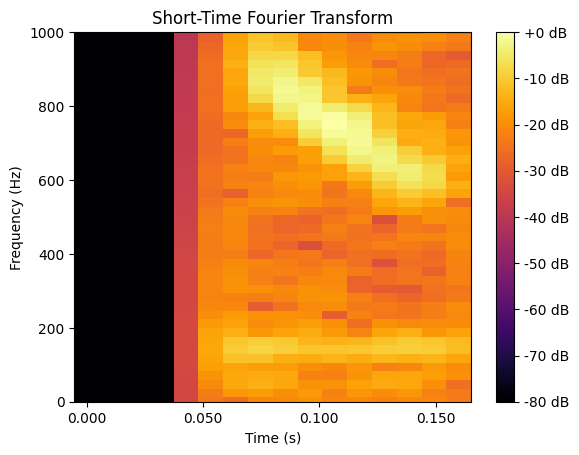 Short-Time Fourier Transform
1000
800
600
400
200
0
Frequency (Hz)
0.000
0.050
0.100
0.150
Time (s)
+0 dB
-10 dB
-20 dB
-30 dB
-40 dB
-50 dB
-60 dB
-70 dB
-80 dB